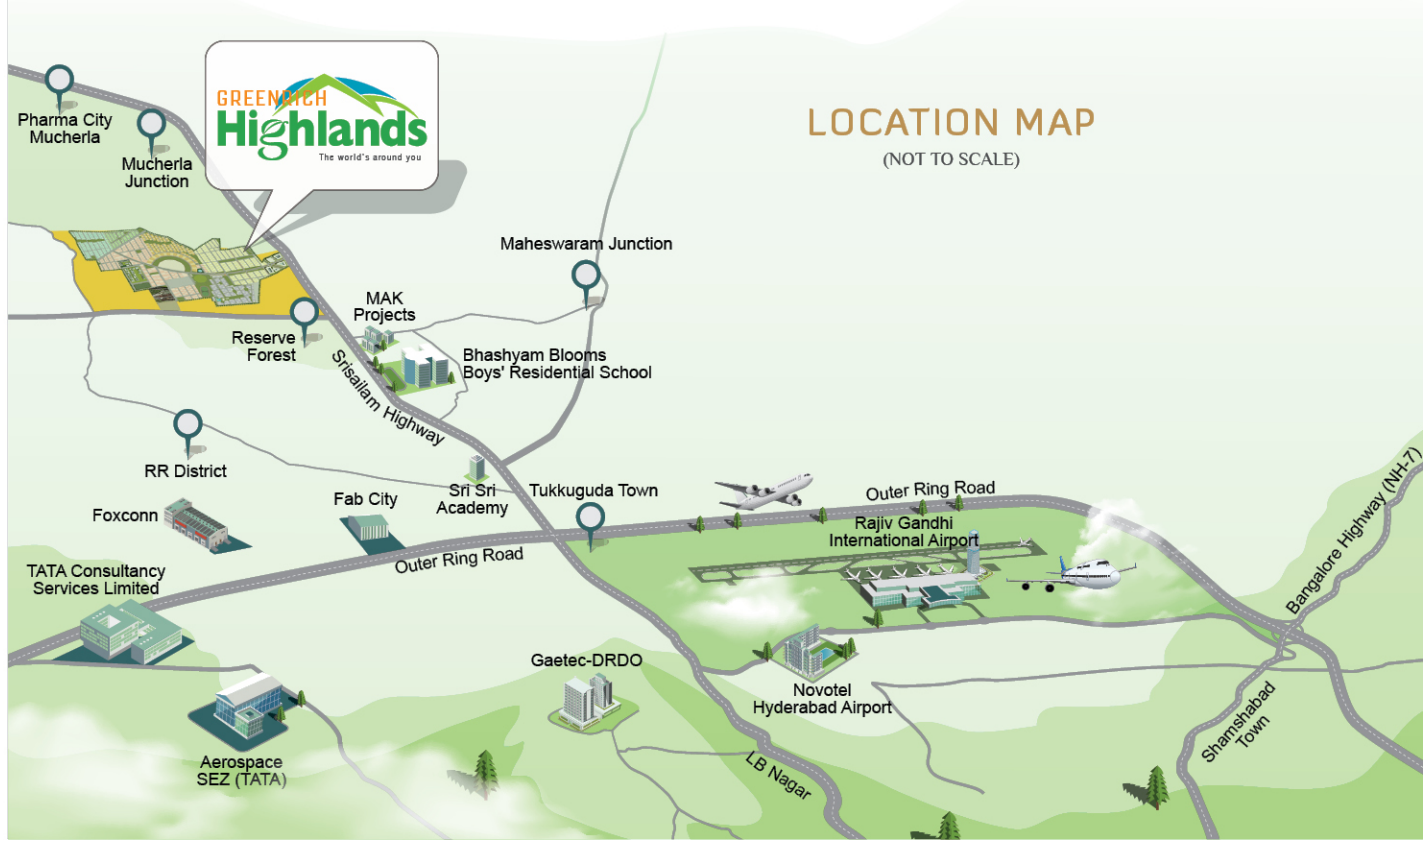 GREENRICH
Highlands
The world's around you
LOCATION MAP
(NOT TO SCALE)
Pharma City
Mucherla
Mucherla
Junction
Maheswaram Junction
MAK
Projects
Reserve
Forest
Bhashyam Blooms
Boys' Residential School
Srisailam Highway
RR District
Sri Sri
Academy
Tukkuguda Town
Fab City
Foxconn
Outer Ring Road
Outer Ring Road
Rajiv Gandhi
International Airport
Bangalore Highway (NH-7)
TATA Consultancy
Services Limited
Gaetec-DRDO
Novotel
Hyderabad Airport
Shamshabad
Town
Aerospace
SEZ (TATA)
LB Nagar